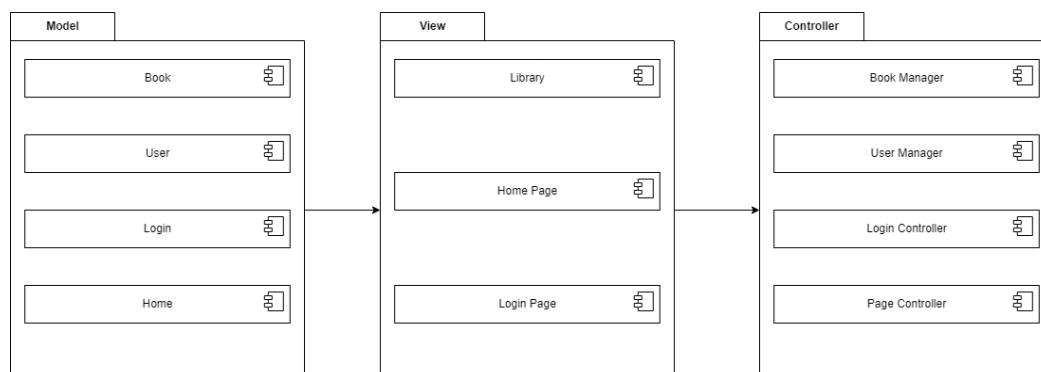 Model
Book
User
Login
Home
View
Library
Home Page
Login Page
Controller
Book Manager
User Manager
Login Controller
Page Controller